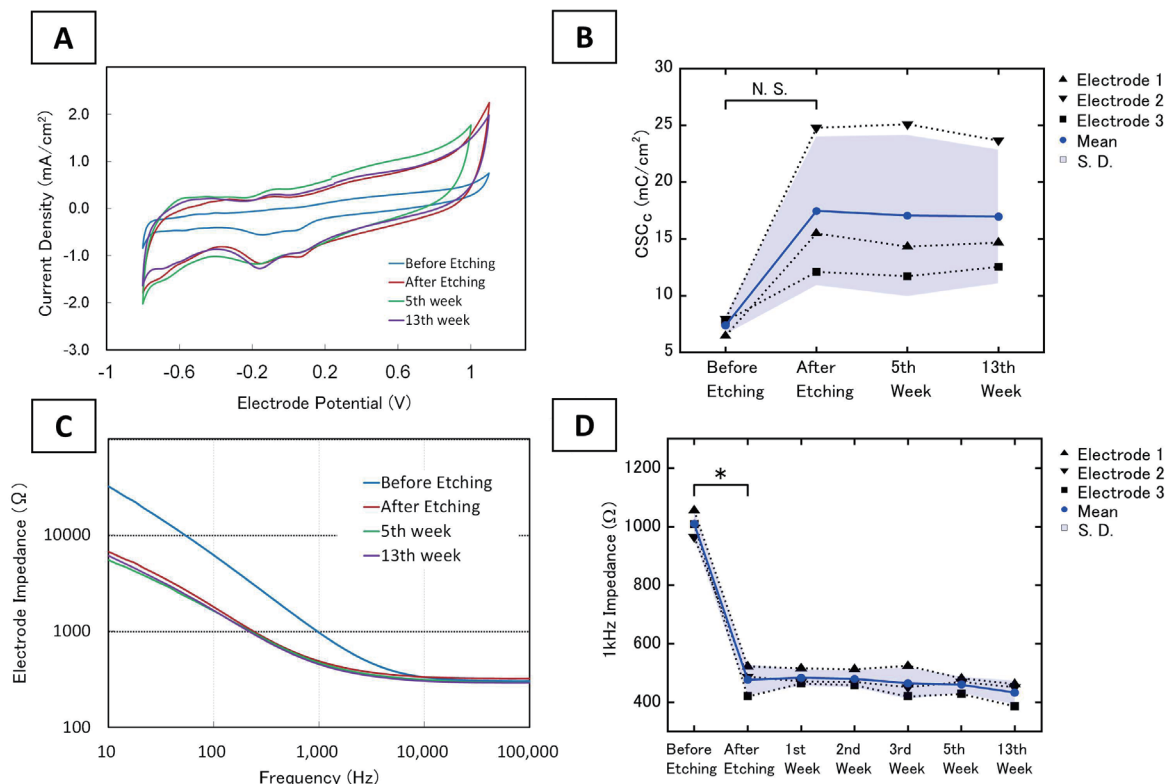 A
Current Density (mA/cm²)
2.0
1.0
0.0
-1.0
-2.0
-3.0
-1
-0.6
-0.2
0.2
0.6
1
Electrode Potential (V)
Before Etching
After Etching
5th week
13th week
B
CSCc (mC/cm²)
30
25
20
15
10
5
N. S.
Before Etching
After Etching
5th Week
13th Week
Electrode 1
Electrode 2
Electrode 3
Mean
S. D.
C
Electrode Impedance (Ω)
10000
1000
100
10
100
1,000
10,000
100,000
Frequency (Hz)
Before Etching
After Etching
5th week
13th week
D
1kHz Impedance (Ω)
1200
1000
800
600
400
*
Before Etching
After Etching
1st Week
2nd Week
3rd Week
5th Week
13th Week
Electrode 1
Electrode 2
Electrode 3
Mean
S. D.